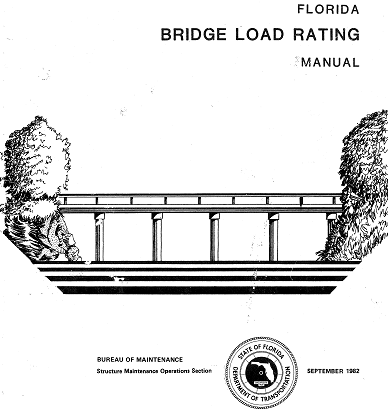 FLORIDA
BRIDGE LOAD RATING
MANUAL
BUREAU OF MAINTENANCE
Structure Maintenance Operations Section
STATE OF FLORIDA
DEPARTMENT OF TRANSPORTATION
SEPTEMBER 1982